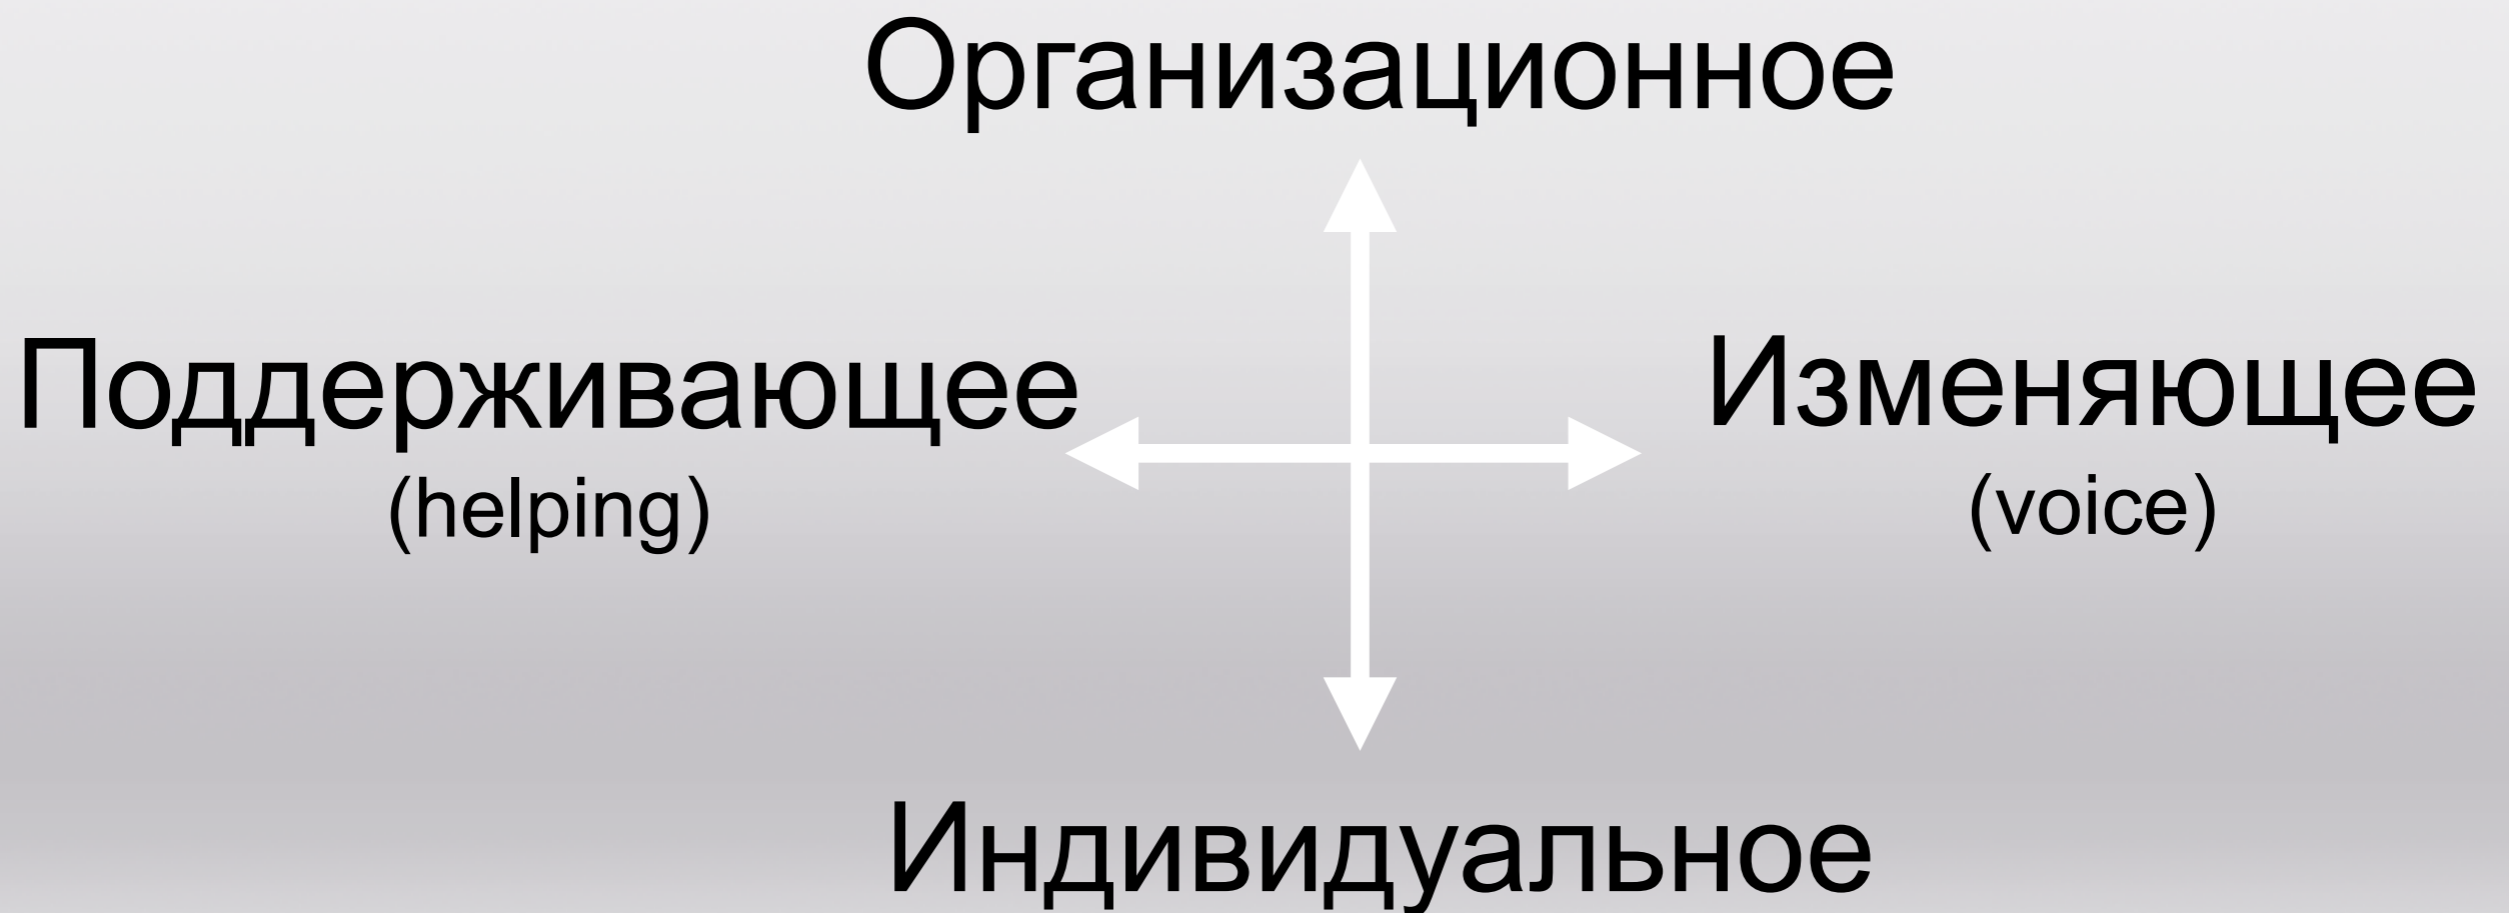 Организационное
Поддерживающее
(helping)
Изменяющее
(voice)
Индивидуальное